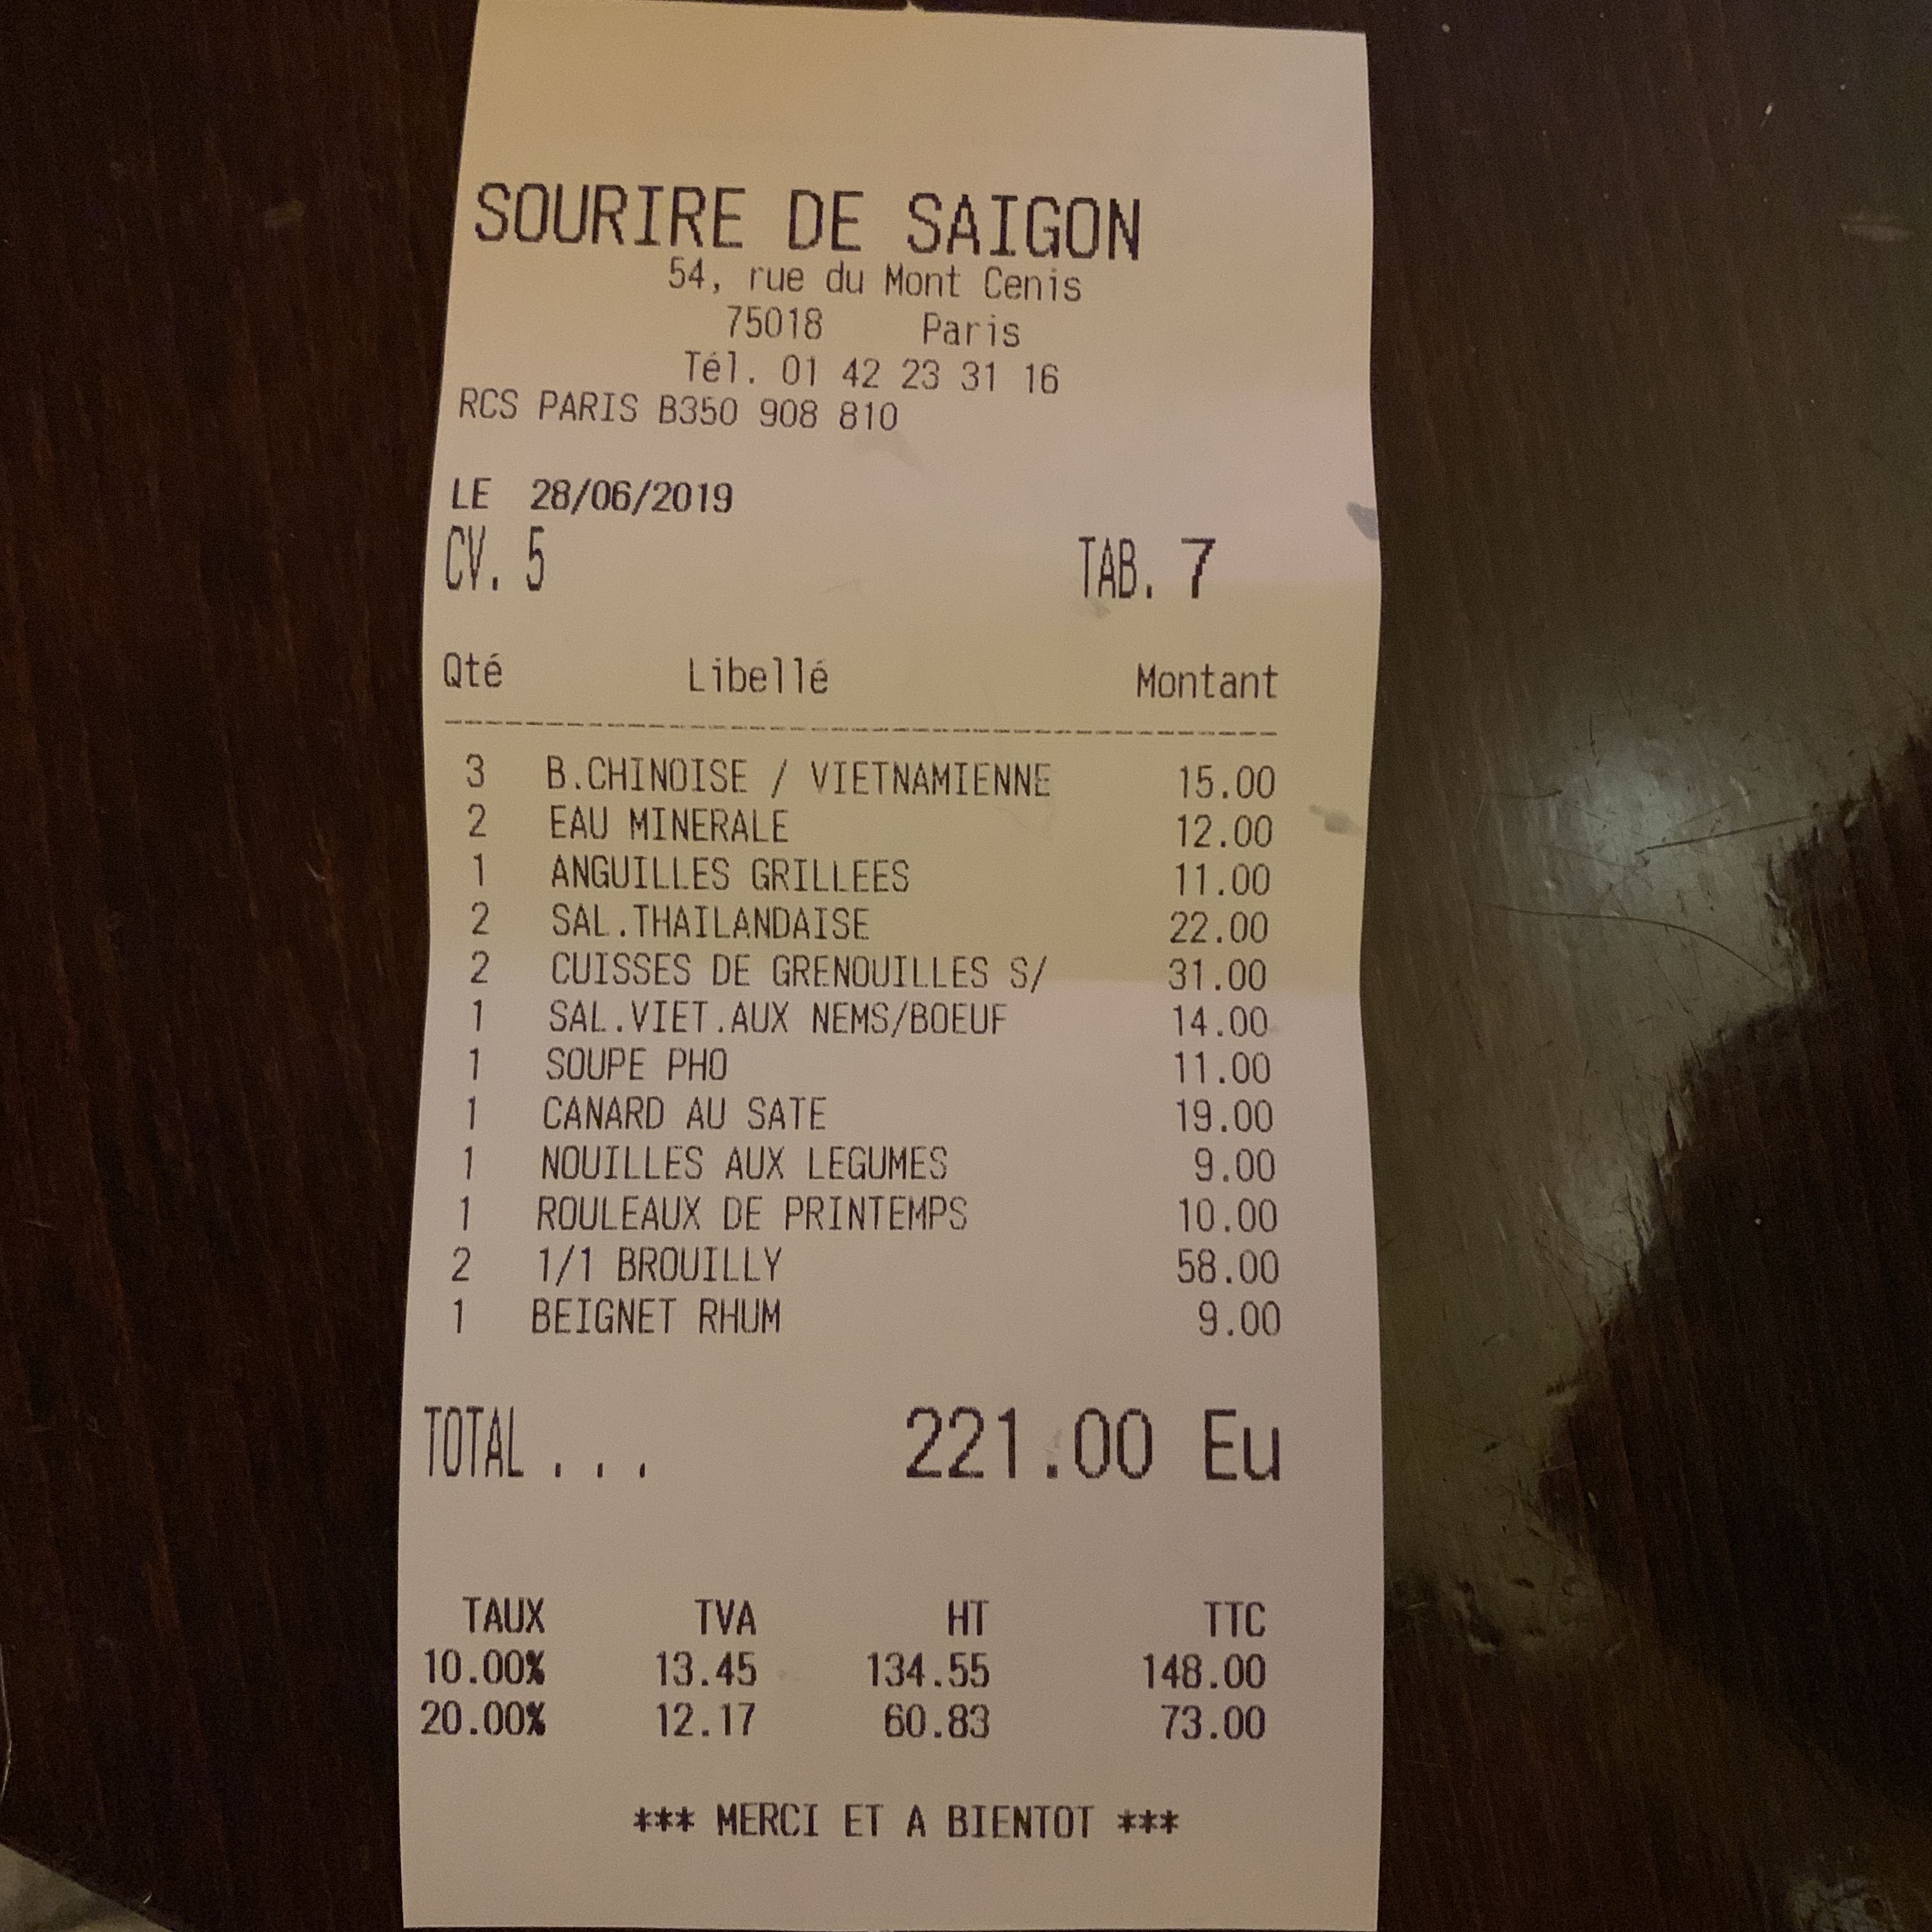 SOURIRE DE SAIGON
54, rue du Mont Cenis
75018 Paris
Tél. 01 42 23 31 16
RCS PARIS B350 908 810
LE 28/06/2019
CV. 5 TAB. 7
Qté Libellé Montant
3 B.CHINOISE / VIETNAMIENNE 15.00
2 EAU MINERALE 12.00
1 ANGUILLES GRILLEES 11.00
2 SAL.THAILANDAISE 22.00
2 CUISSES DE GRENOUILLES S/ 31.00
1 SAL.VIET.AUX NEMS/BOEUF 14.00
1 SOUPE PHO 11.00
1 CANARD AU SATE 19.00
1 NOUILLES AUX LEGUMES 9.00
1 ROULEAUX DE PRINTEMPS 10.00
2 1/1 BROUILLY 58.00
1 BEIGNET RHUM 9.00
TOTAL . . . 221.00 Eu
TAUX TVA HT TTC
10.00% 13.45 134.55 148.00
20.00% 12.17 60.83 73.00
*** MERCI ET A BIENTOT ***